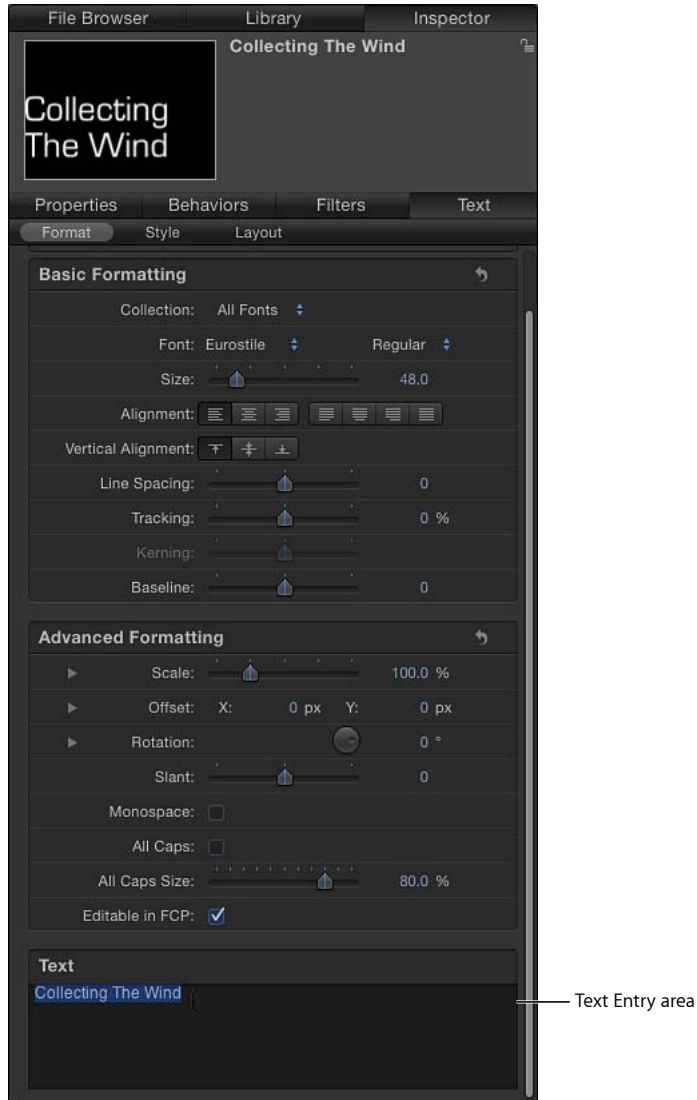 File Browser Library Inspector
Collecting The Wind
Collecting
The Wind
Properties Behaviors Filters Text
Format Style Layout
Basic Formatting
Collection: All Fonts
Font: Eurostile Regular
Size: 48.0
Alignment:
Vertical Alignment:
Line Spacing: 0
Tracking: 0 %
Kerning:
Baseline: 0
Advanced Formatting
Scale: 100.0 %
Offset: X: 0 px Y: 0 px
Rotation: 0 °
Slant: 0
Monospace:
All Caps:
All Caps Size: 80.0 %
Editable in FCP:
Text
Collecting The Wind
Text Entry area